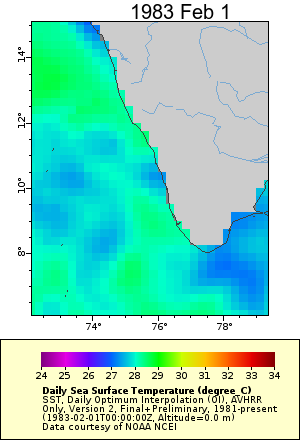 1983 Feb 1
14°
12°
10°
8°
74° 76° 78°
24 25 26 27 28 29 30 31 32 33 34
Daily Sea Surface Temperature (degree_C)
SST, Daily Optimum Interpolation (OI), AVHRR
Only, Version 2, Final+Preliminary, 1981-present
(1983-02-01T00:00:00Z, Altitude=0.0 m)
Data courtesy of NOAA NCEI